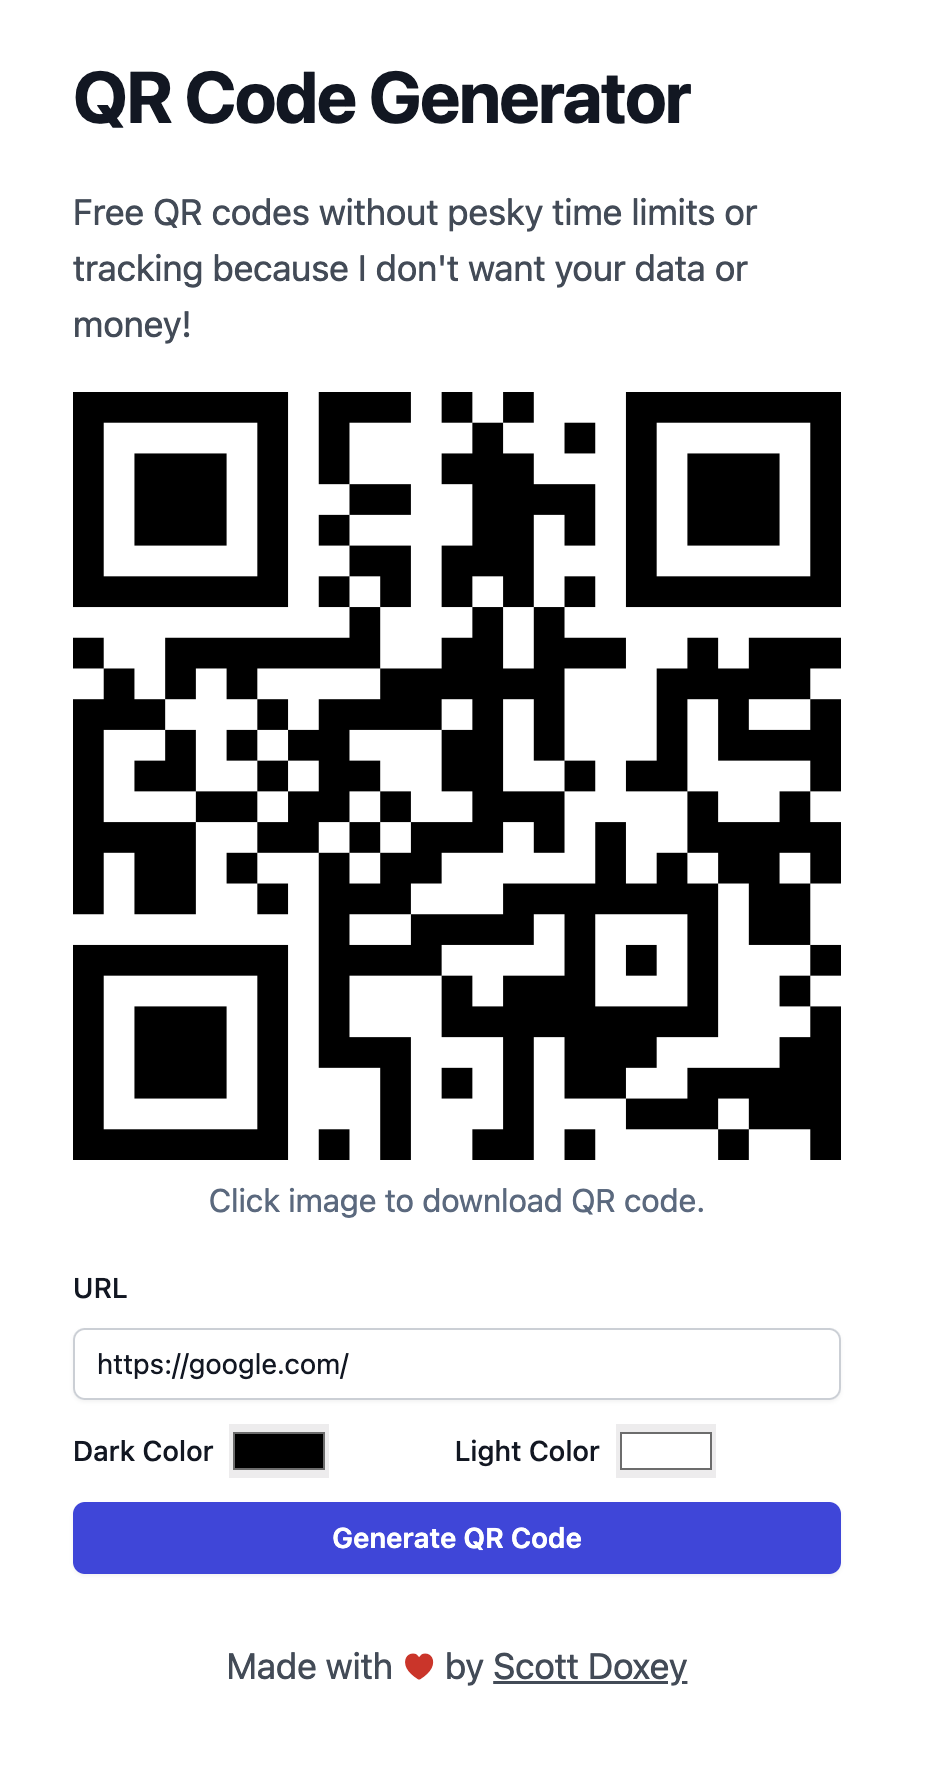 QR Code Generator
Free QR codes without pesky time limits or
tracking because I don't want your data or
money!
Click image to download QR code.
URL
https://google.com/
Dark Color Light Color
Generate QR Code
Made with ❤️ by Scott Doxey